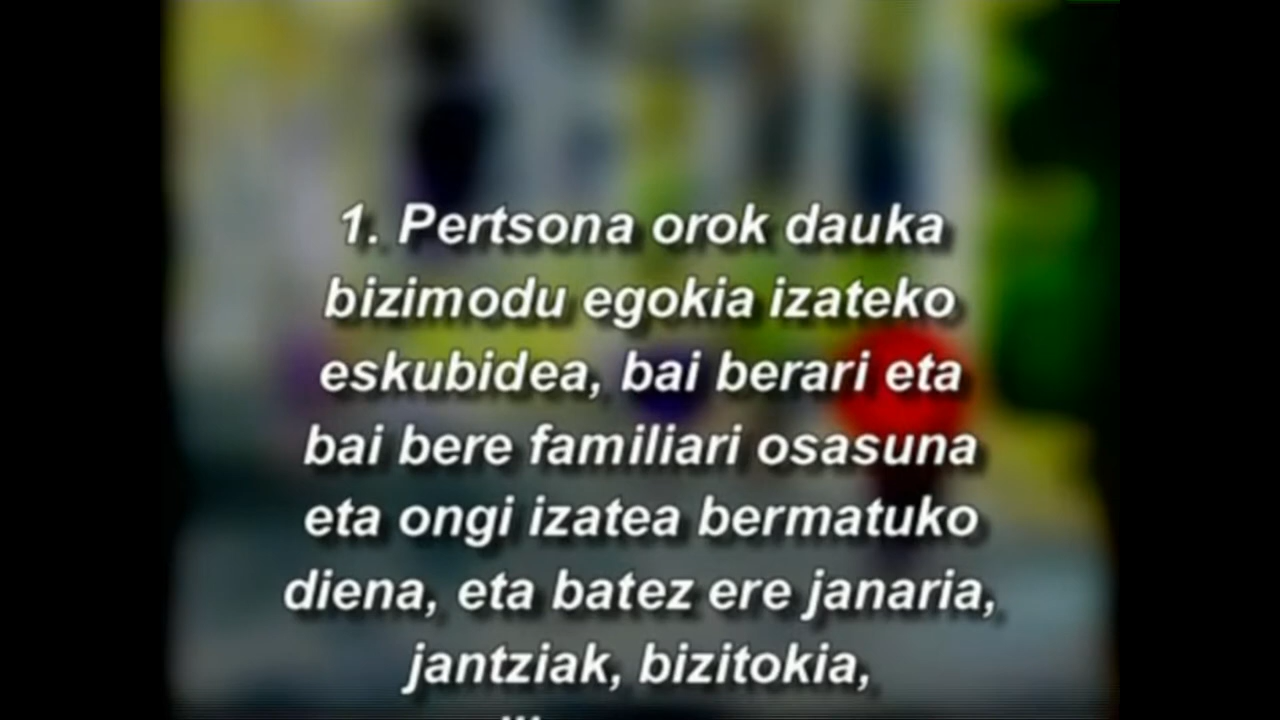 1. Pertsona orok dauka
bizimodu egokia izateko
eskubidea, bai berari eta
bai bere familiari osasuna
eta ongi izatea bermatuko
diena, eta batez ere janaria,
jantziak, bizitokia,